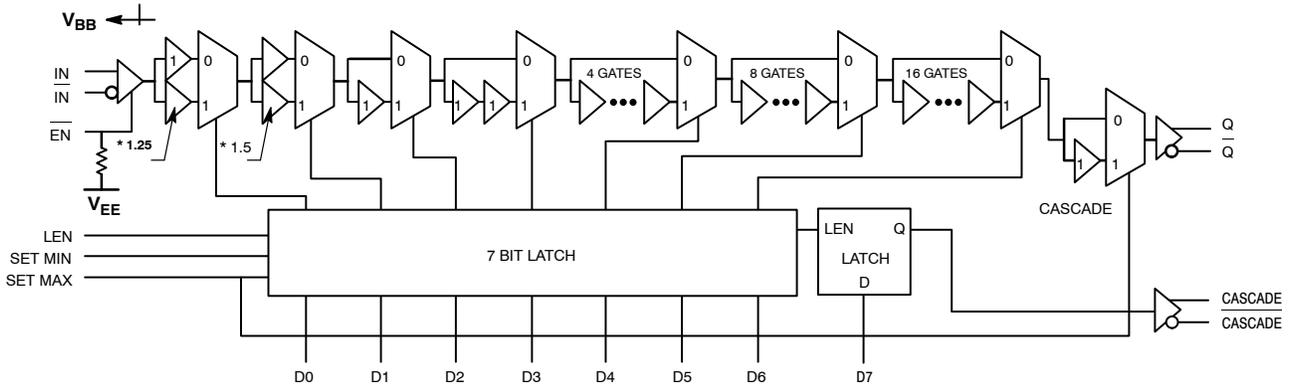 VBB
IN
IN
EN
VEE
* 1.25
* 1.5
1
0
1
0
1
0
1
1
0
1
1
0
1
4 GATES
0
1
8 GATES
0
1
16 GATES
0
1
0
1
1
CASCADE
Q
Q
LEN
SET MIN
SET MAX
7 BIT LATCH
LEN Q
LATCH
D
CASCADE
CASCADE
D0 D1 D2 D3 D4 D5 D6 D7